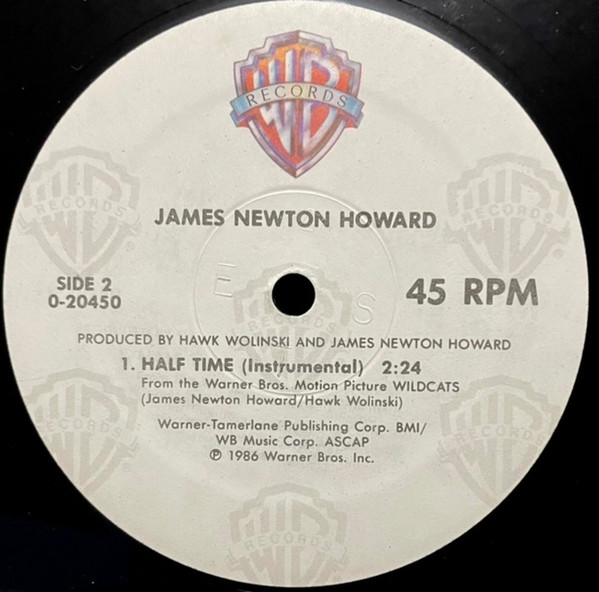 WB
RECORDS
JAMES NEWTON HOWARD
SIDE 2
0-20450
45 RPM
PRODUCED BY HAWK WOLINSKI AND JAMES NEWTON HOWARD
1. HALF TIME (Instrumental) 2:24
From the Warner Bros. Motion Picture WILDCATS
(James Newton Howard/Hawk Wolinski)
Warner-Tamerlane Publishing Corp. BMI/
WB Music Corp. ASCAP
℗ 1986 Warner Bros. Inc.